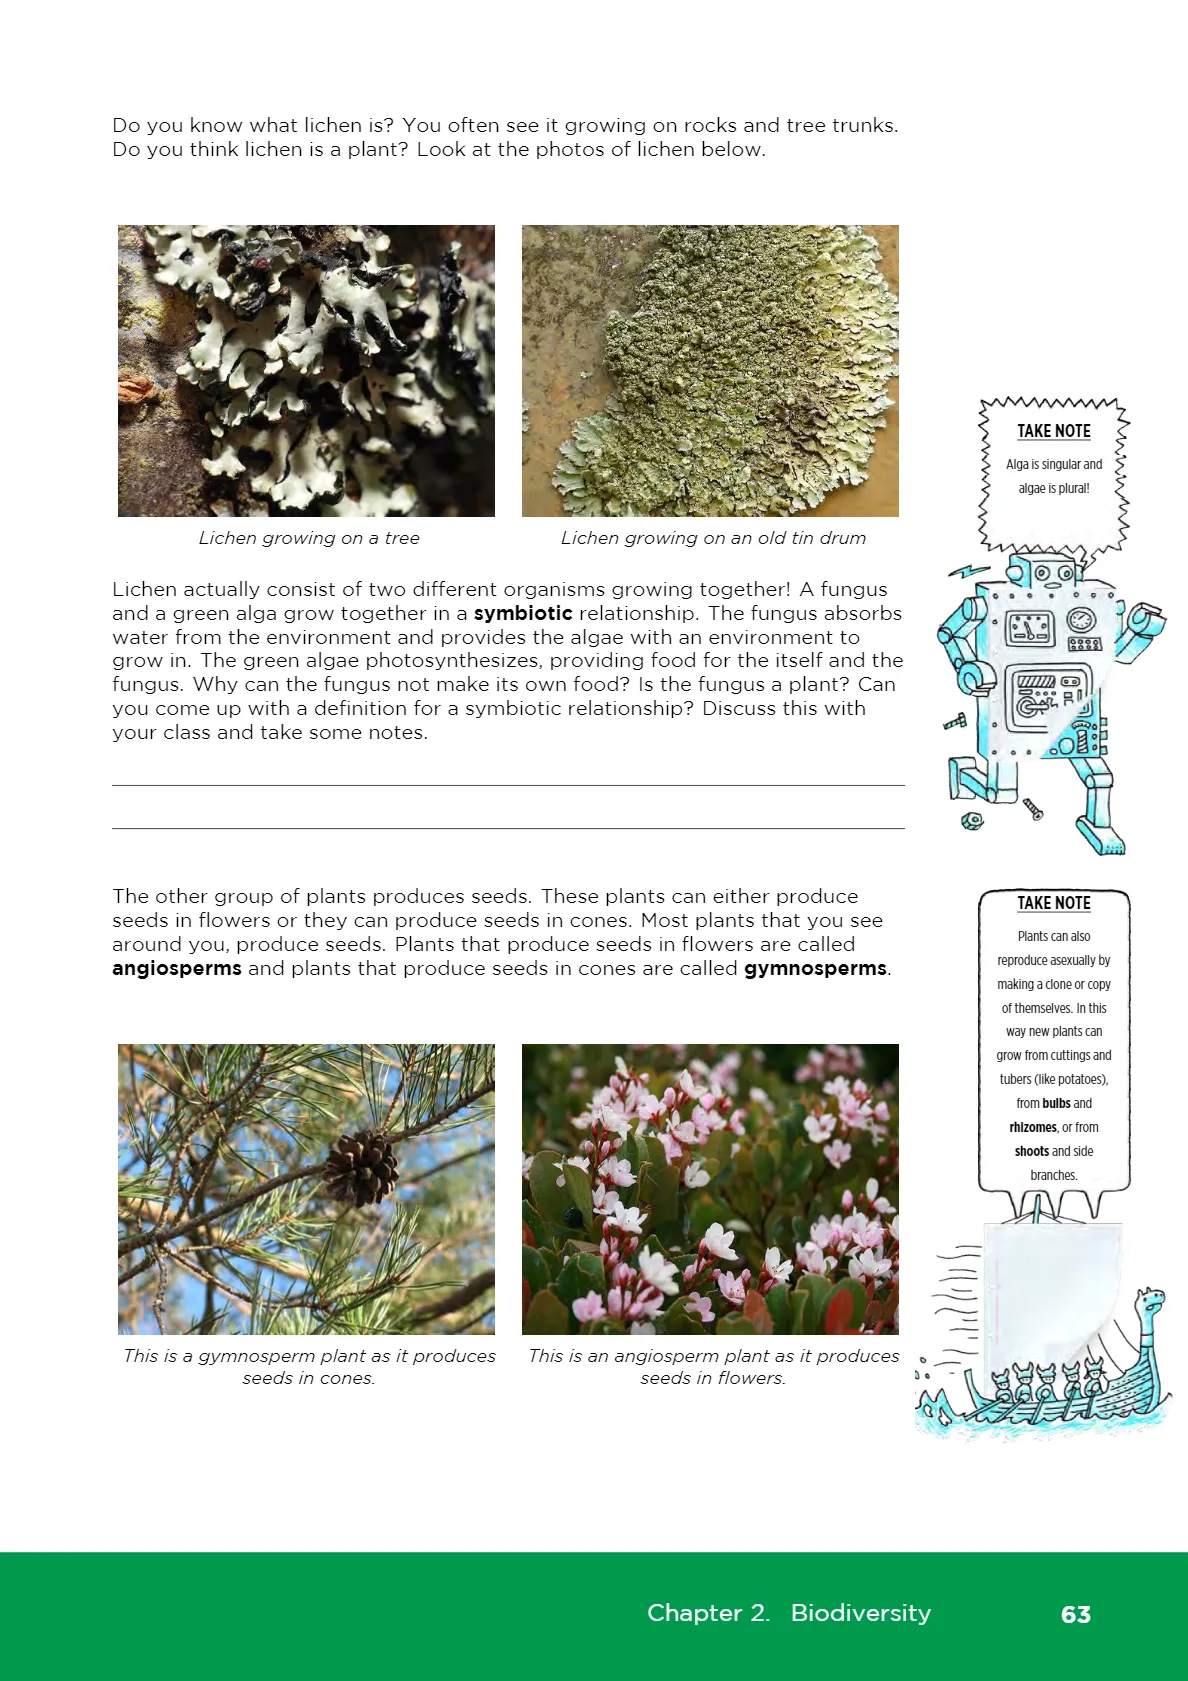 Do you know what lichen is? You often see it growing on rocks and tree trunks.
Do you think lichen is a plant? Look at the photos of lichen below.
Lichen growing on a tree
Lichen growing on an old tin drum
TAKE NOTE
Alga is singular and
algae is plural!
Lichen actually consist of two different organisms growing together! A fungus
and a green alga grow together in a symbiotic relationship. The fungus absorbs
water from the environment and provides the algae with an environment to
grow in. The green algae photosynthesizes, providing food for the itself and the
fungus. Why can the fungus not make its own food? Is the fungus a plant? Can
you come up with a definition for a symbiotic relationship? Discuss this with
your class and take some notes.
The other group of plants produces seeds. These plants can either produce
seeds in flowers or they can produce seeds in cones. Most plants that you see
around you, produce seeds. Plants that produce seeds in flowers are called
angiosperms and plants that produce seeds in cones are called gymnosperms.
TAKE NOTE
Plants can also
reproduce asexually by
making a clone or copy
of themselves. In this
way new plants can
grow from cuttings and
tubers (like potatoes),
from bulbs and
rhizomes, or from
shoots and side
branches.
This is a gymnosperm plant as it produces
seeds in cones.
This is an angiosperm plant as it produces
seeds in flowers.
Chapter 2. Biodiversity
63